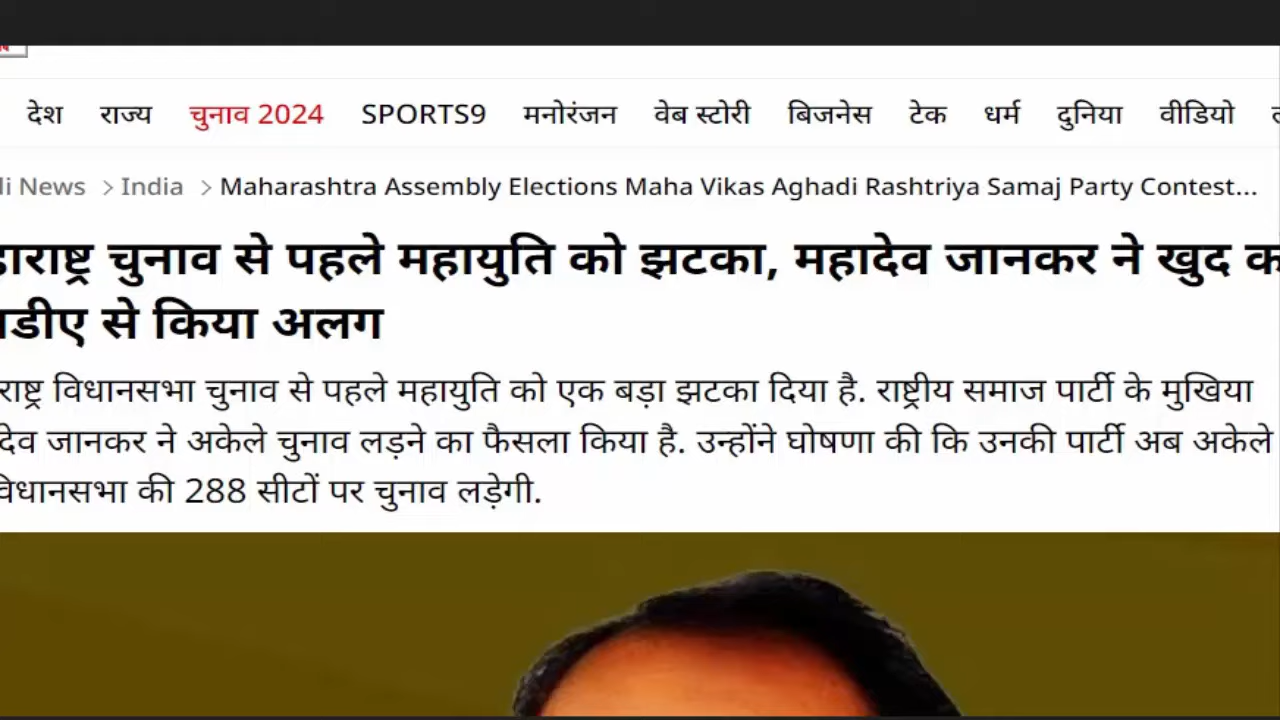 देश राज्य चुनाव 2024 SPORTS9 मनोरंजन वेब स्टोरी बिजनेस टेक धर्म दुनिया वीडियो
News > India > Maharashtra Assembly Elections Maha Vikas Aghadi Rashtriya Samaj Party Contest...
चुनाव से पहले महायुति को झटका, महादेव जानकर ने खुद
से किया अलग
विधानसभा चुनाव से पहले महायुति को एक बड़ा झटका दिया है. राष्ट्रीय समाज पार्टी के मुखिया
जानकर ने अकेले चुनाव लड़ने का फैसला किया है. उन्होंने घोषणा की कि उनकी पार्टी अब अकेले
विधानसभा की 288 सीटों पर चुनाव लड़ेगी.